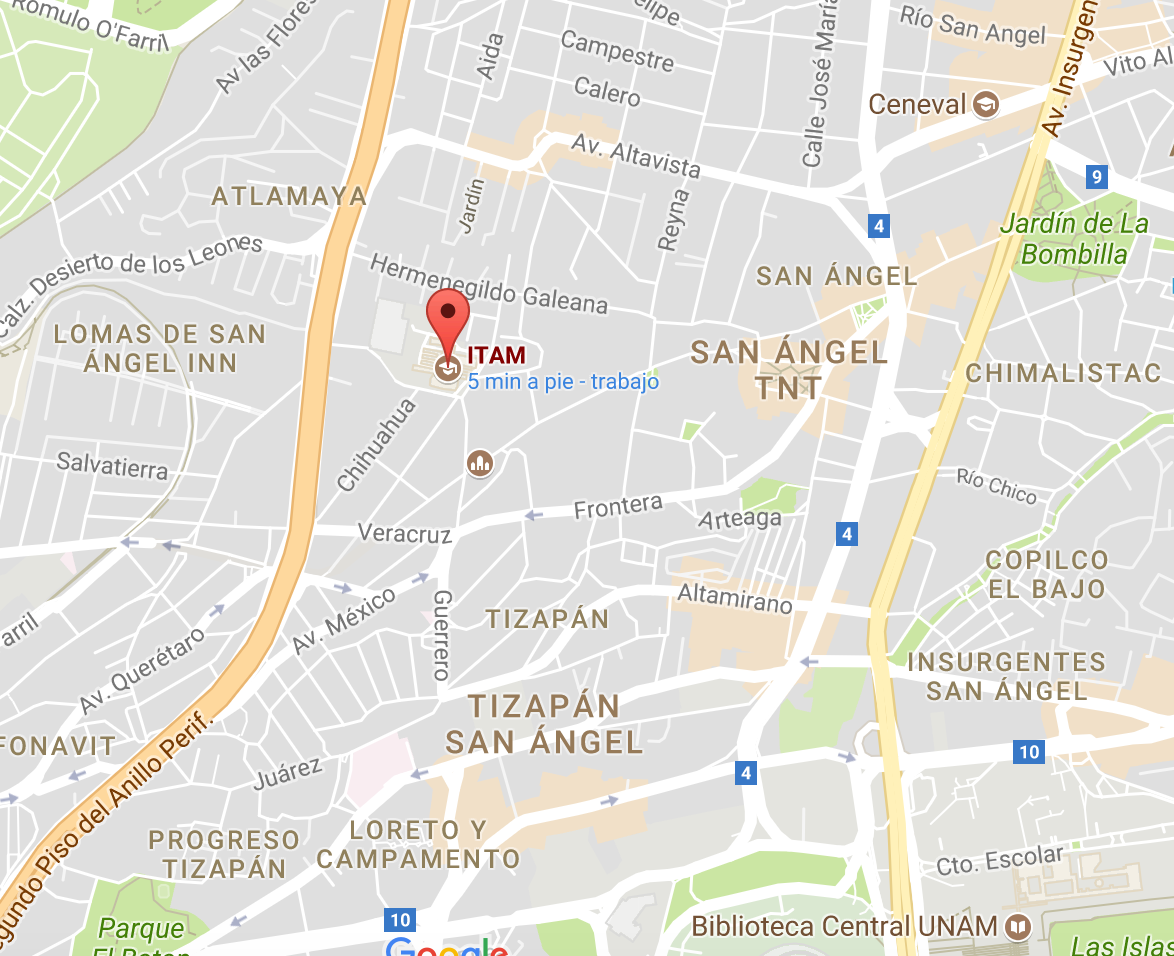 Rómulo O'Farril
Av las Flores
Aida
Felipe
Campestre
Calero
Calle José María
Río San Angel
Av. Insurgen
Vito Al
Ceneval
Av. Altavista
9
ATLAMAYA
Jardín
Reyna
4
Jardín de La
Bombilla
Calz. Desierto de los Leones
Hermenegildo Galeana
SAN ÁNGEL
LOMAS DE SAN
ÁNGEL INN
ITAM
5 min a pie - trabajo
SAN ÁNGEL
TNT
CHIMALISTAC
Chihuahua
Salvatierra
Río Chico
Frontera
Arteaga
Veracruz
4
COPILCO
EL BAJO
Altamirano
Av. México
Guerrero
TIZAPÁN
arril
Av. Querétaro
INSURGENTES
SAN ÁNGEL
TIZAPÁN
SAN ÁNGEL
FONAVIT
10
Juárez
4
egundo Piso del Anillo Perif.
PROGRESO
TIZAPÁN
LORETO Y
CAMPAMENTO
Cto. Escolar
Parque
El Batan
10
Google
Biblioteca Central UNAM
Las Islas